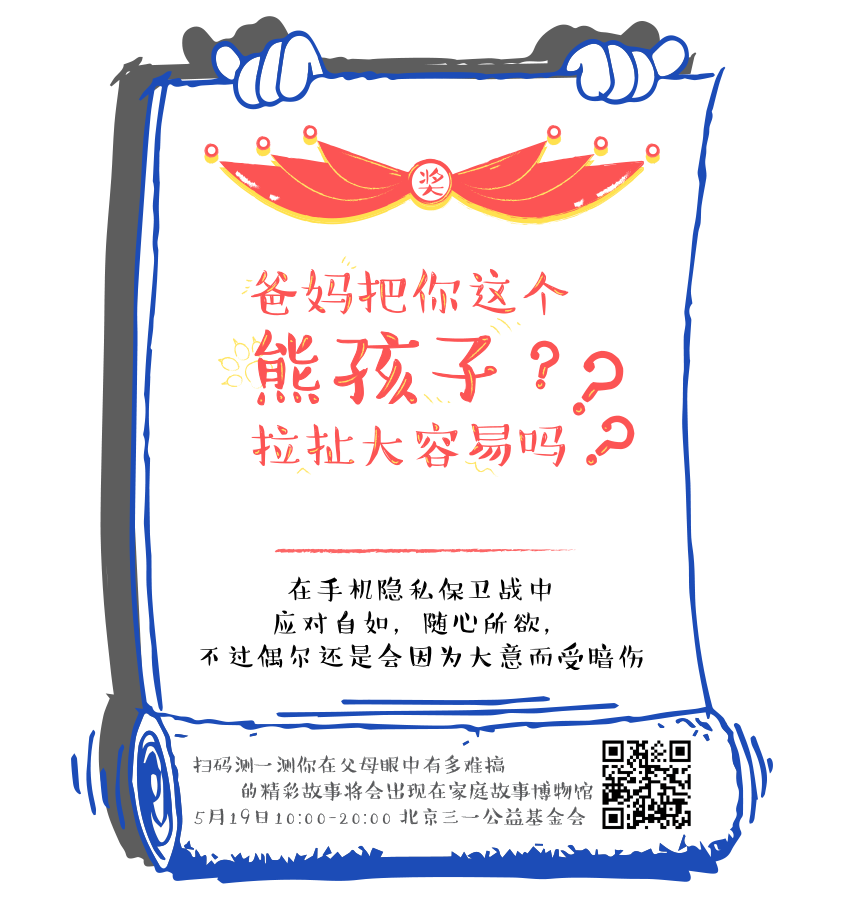 奖
爸妈把你这个
熊孩子???
拉扯大容易吗
在手机隐私保卫战中
应对自如，随心所欲，
不过偶尔还是会因为大意而受暗伤
扫码测一测你在父母眼中有多难搞
的精彩故事将会出现在家庭故事博物馆
5月19日10:00-20:00 北京三一公益基金会